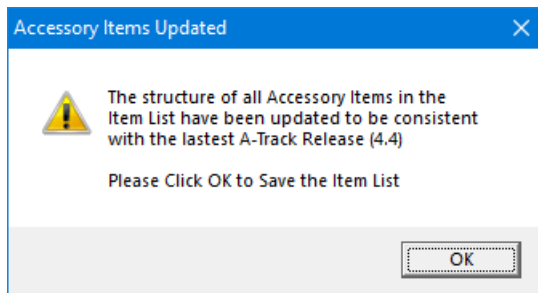 Accessory Items Updated
The structure of all Accessory Items in the
Item List have been updated to be consistent
with the lastest A-Track Release (4.4)
Please Click OK to Save the Item List
OK